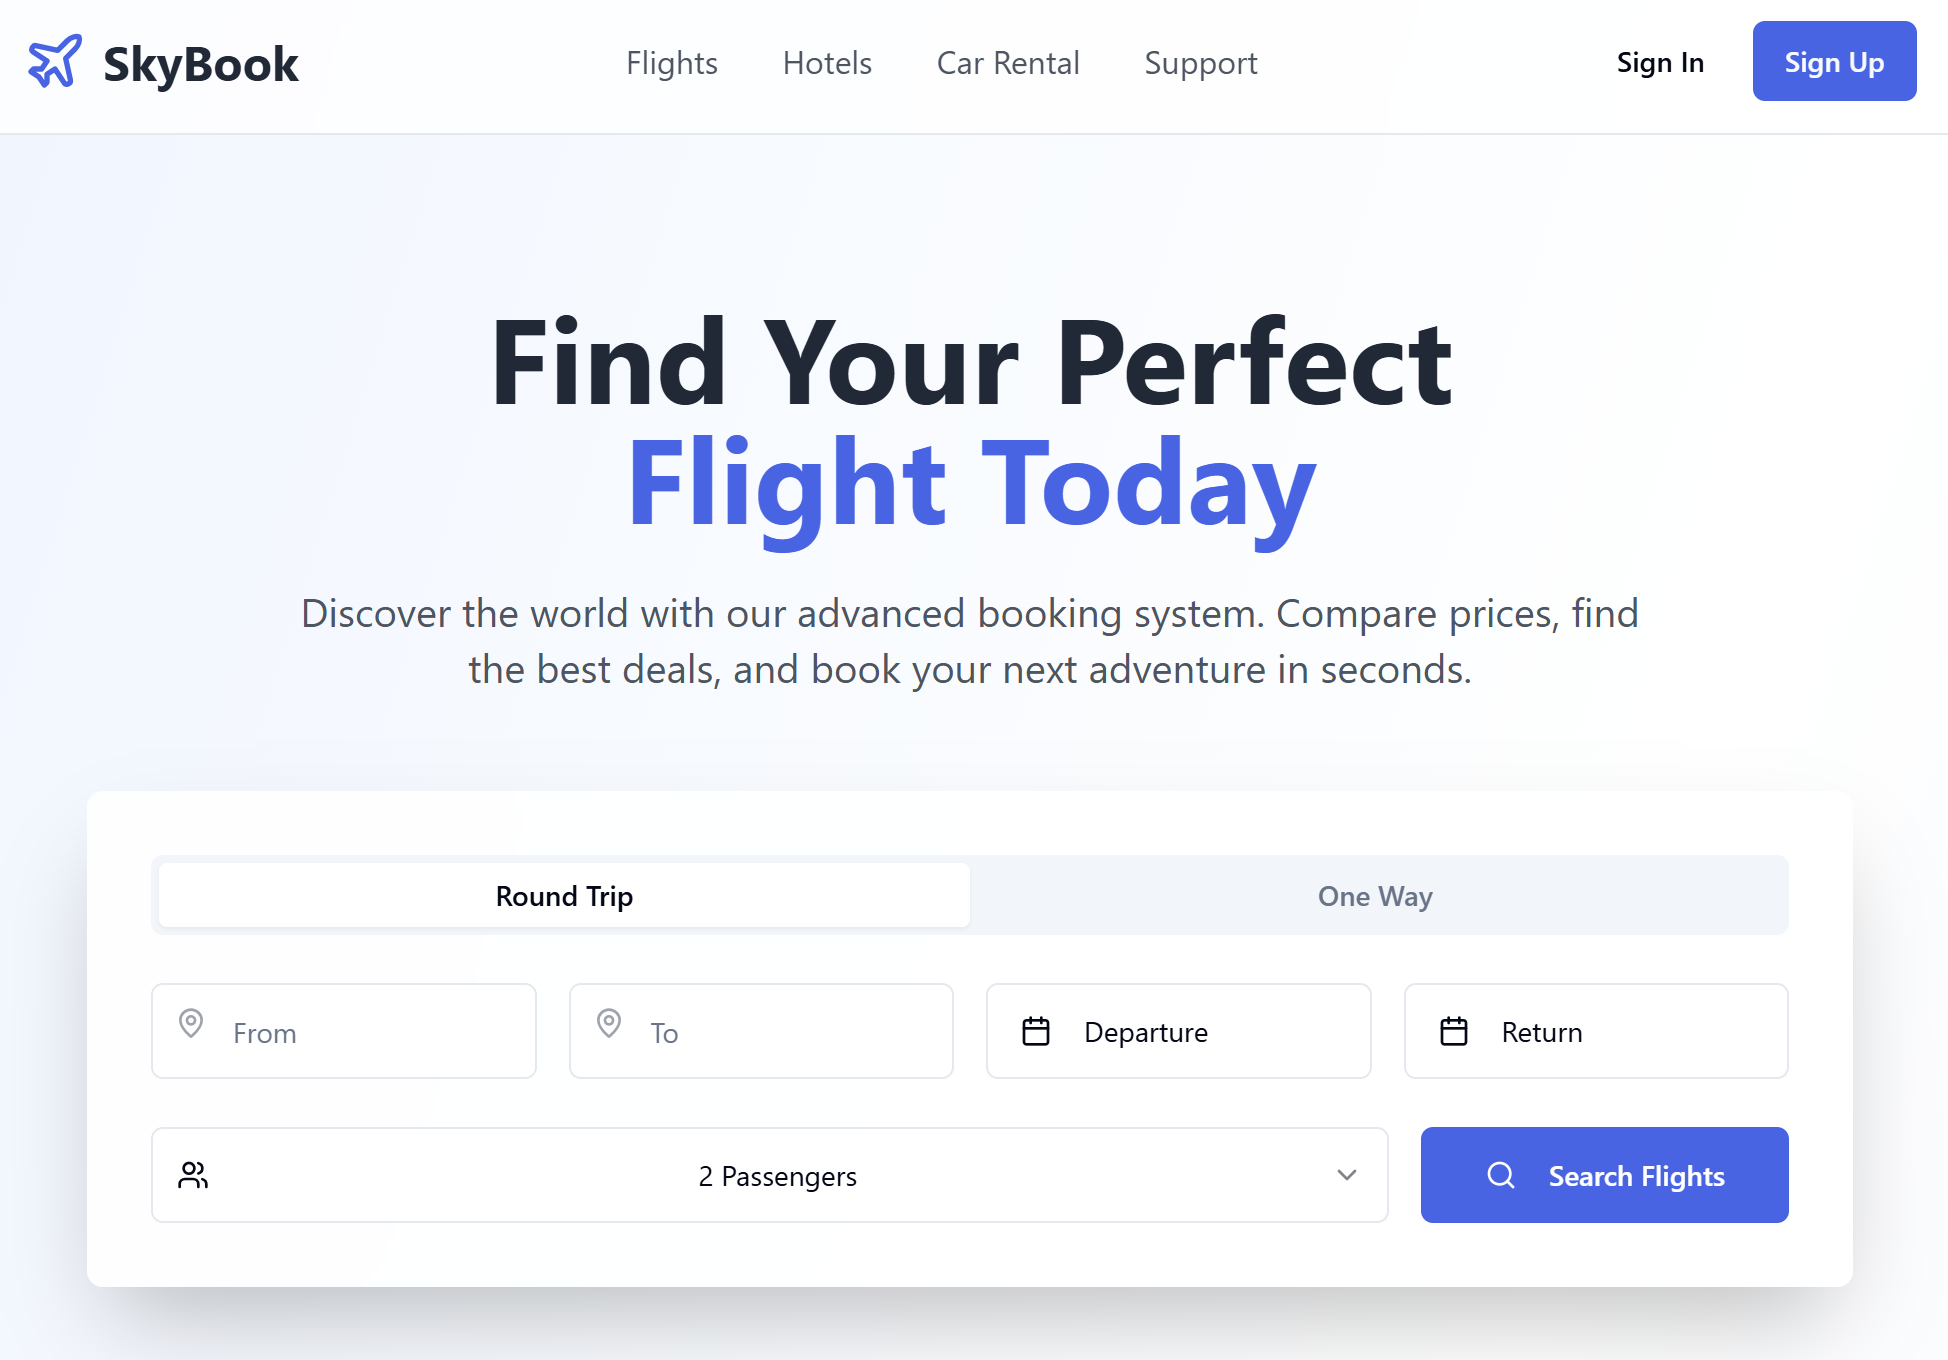 SkyBook
Flights
Hotels
Car Rental
Support
Sign In
Sign Up
Find Your Perfect
Flight Today
Discover the world with our advanced booking system. Compare prices, find
the best deals, and book your next adventure in seconds.
Round Trip
One Way
From
To
Departure
Return
2 Passengers
Search Flights